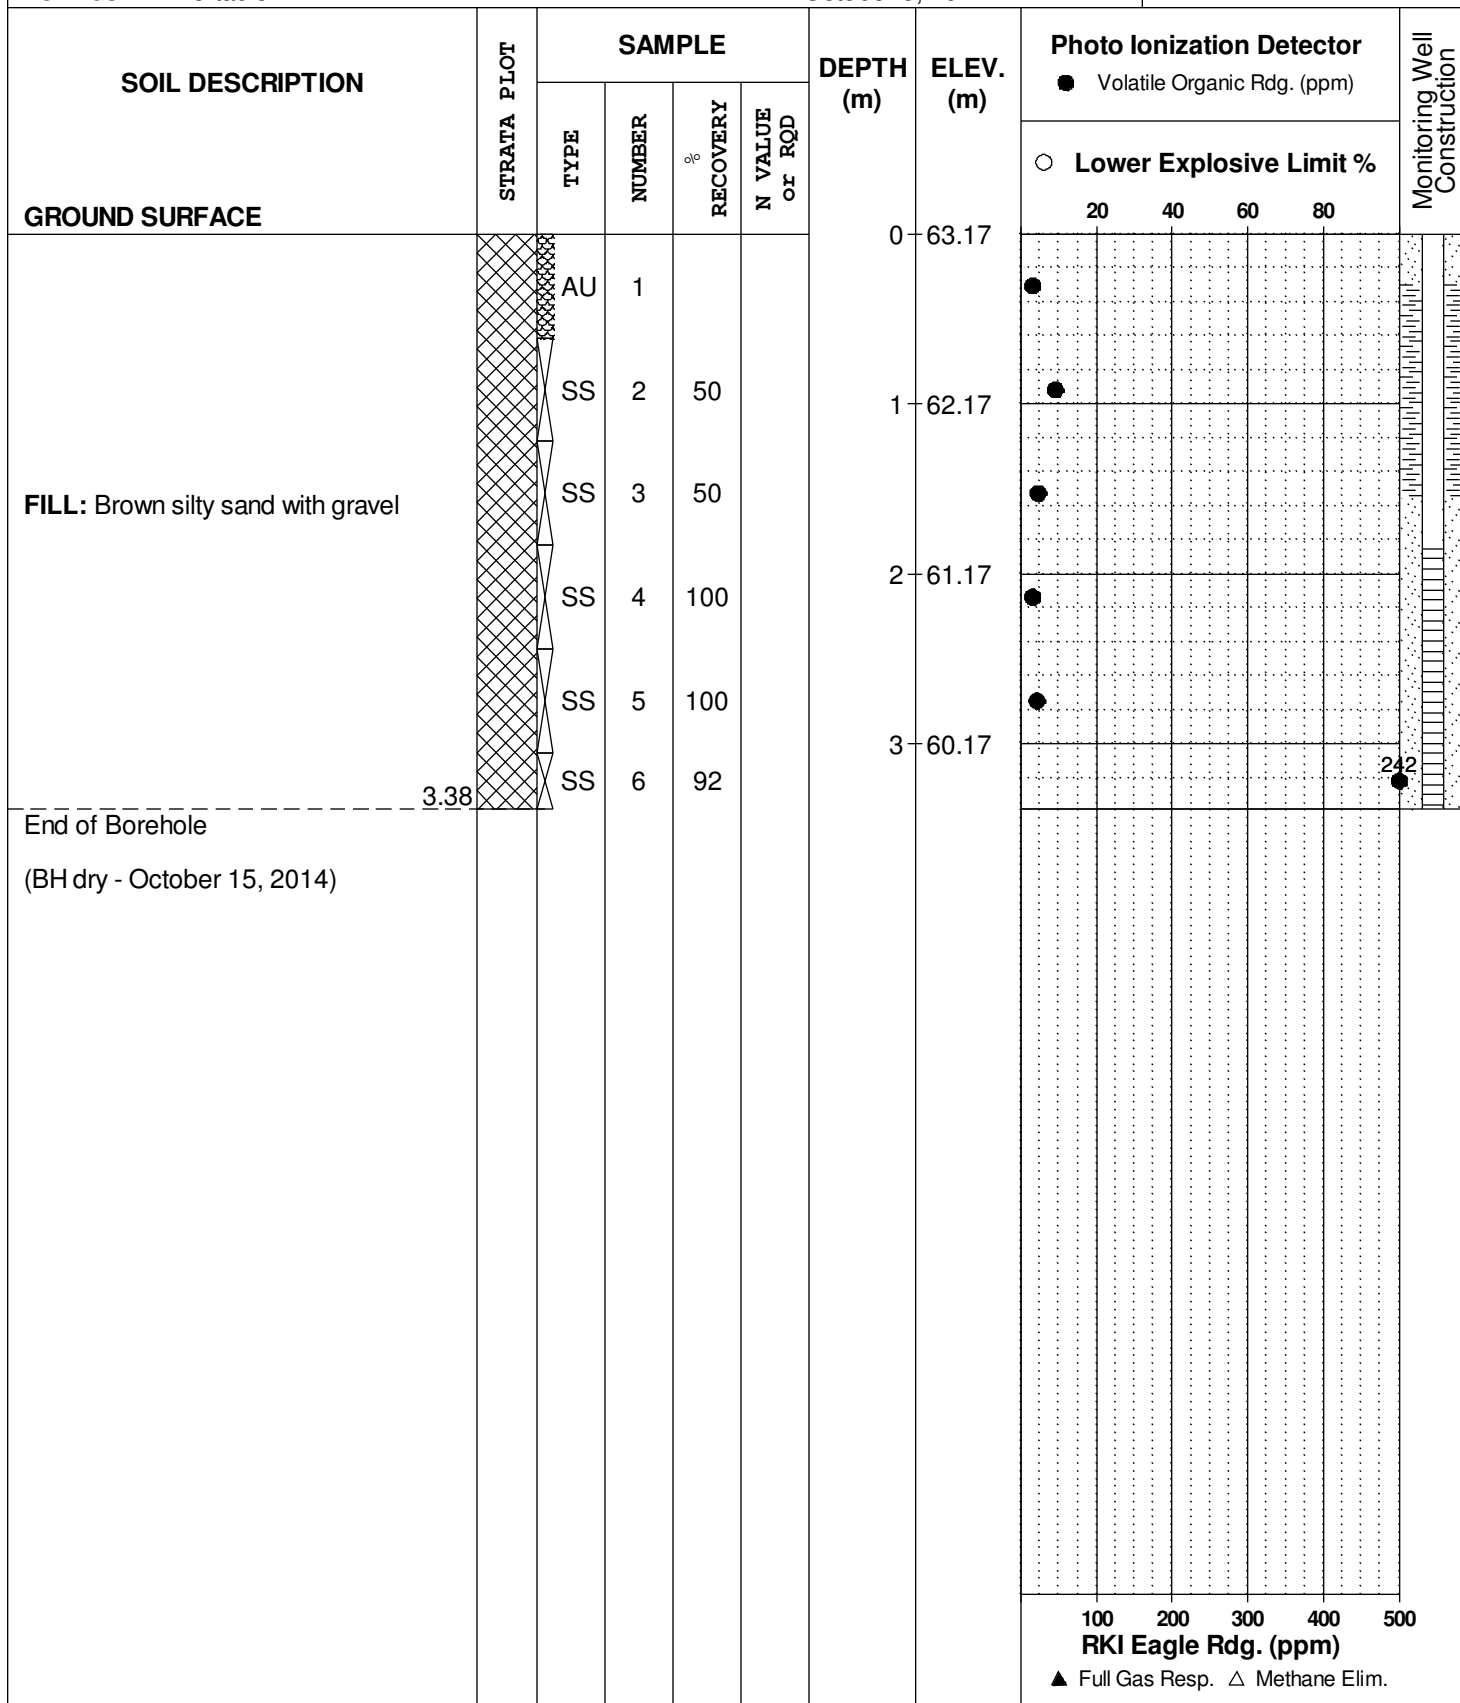 SOIL DESCRIPTION
GROUND SURFACE
STRATA PLOT
SAMPLE
TYPE
NUMBER
%
RECOVERY
N VALUE
or RQD
DEPTH
(m)
ELEV.
(m)
Photo Ionization Detector
● Volatile Organic Rdg. (ppm)
○ Lower Explosive Limit %
20 40 60 80
Monitoring Well
Construction
0 63.17
AU 1
SS 2 50
1 62.17
FILL: Brown silty sand with gravel
SS 3 50
2 61.17
SS 4 100
SS 5 100
3 60.17
242
SS 6 92
3.38
End of Borehole
(BH dry - October 15, 2014)
100 200 300 400 500
RKI Eagle Rdg. (ppm)
▲ Full Gas Resp. △ Methane Elim.